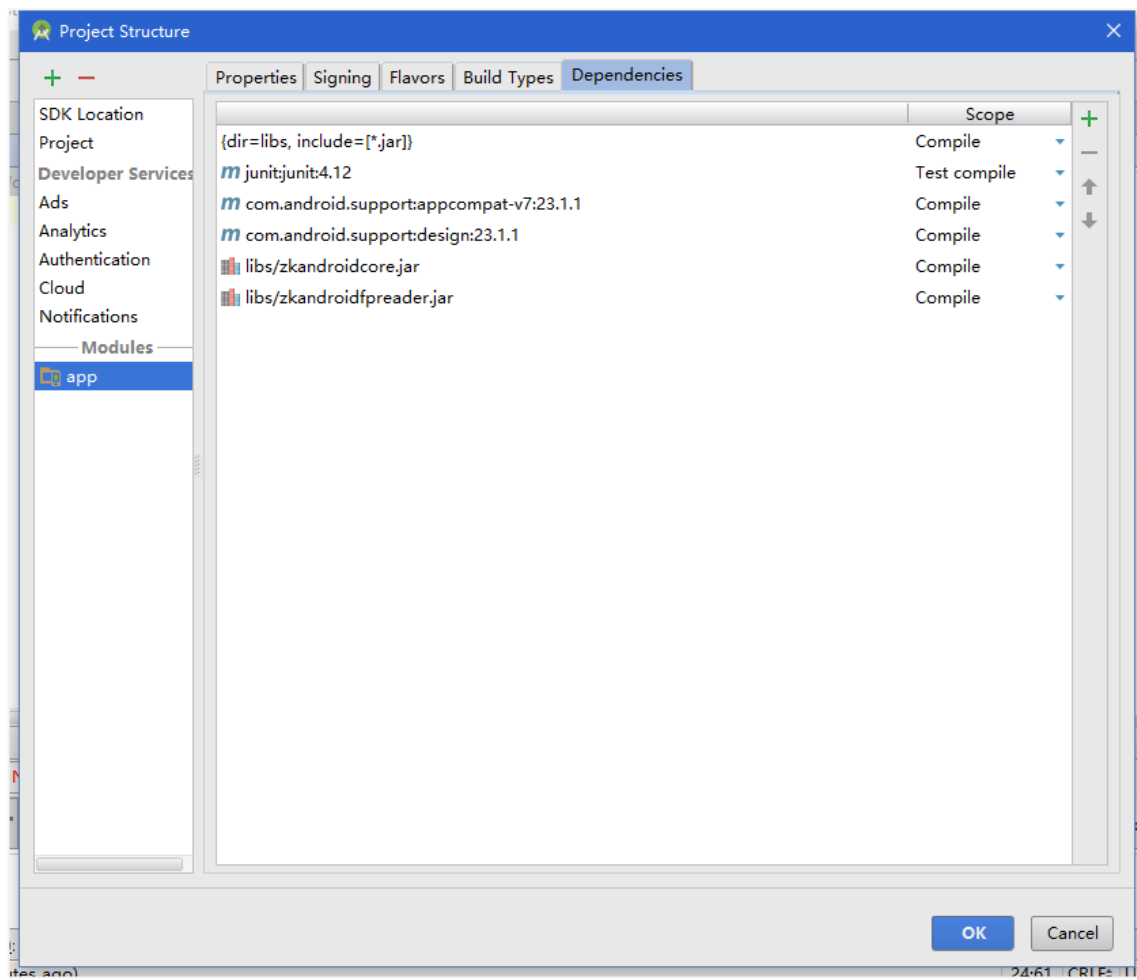 Project Structure
Properties Signing Flavors Build Types Dependencies
SDK Location
Project
Developer Services
Ads
Analytics
Authentication
Cloud
Notifications
Modules
app
Scope
{dir=libs, include=[*.jar]} Compile
m junit:junit:4.12 Test compile
m com.android.support:appcompat-v7:23.1.1 Compile
m com.android.support:design:23.1.1 Compile
libs/zkandroidcore.jar Compile
libs/zkandroidfpreader.jar Compile
OK Cancel
utes ago) 24:61 CRLF